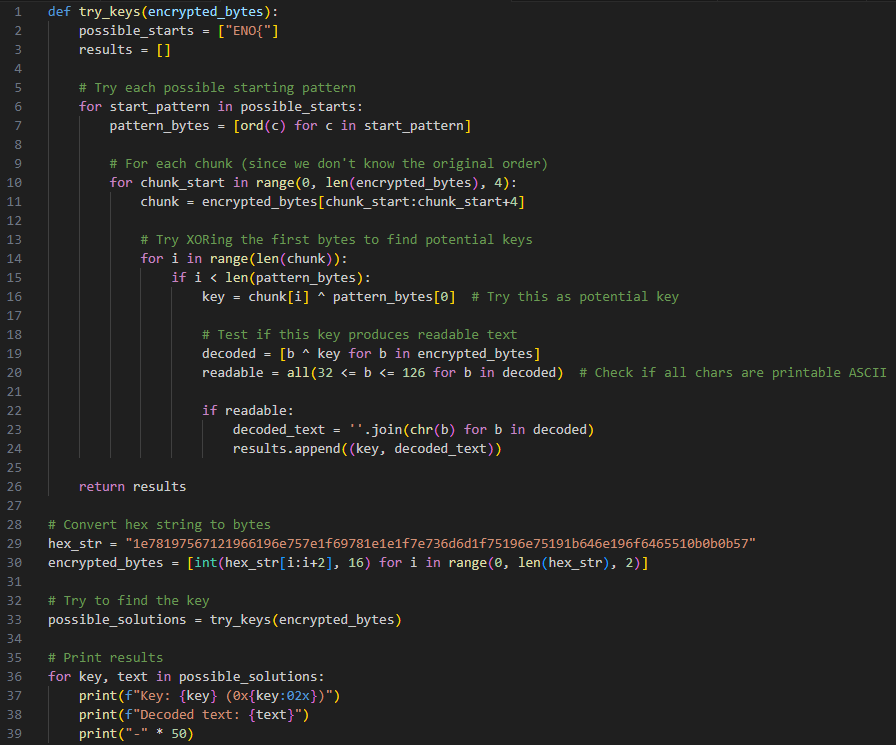 1 def try_keys(encrypted_bytes):
2     possible_starts = ["ENO{"]
3     results = []
4
5     # Try each possible starting pattern
6     for start_pattern in possible_starts:
7         pattern_bytes = [ord(c) for c in start_pattern]
8
9         # For each chunk (since we don't know the original order)
10         for chunk_start in range(0, len(encrypted_bytes), 4):
11             chunk = encrypted_bytes[chunk_start:chunk_start+4]
12
13             # Try XORing the first bytes to find potential keys
14             for i in range(len(chunk)):
15                 if i < len(pattern_bytes):
16                     key = chunk[i] ^ pattern_bytes[0]  # Try this as potential key
17
18                     # Test if this key produces readable text
19                     decoded = [b ^ key for b in encrypted_bytes]
20                     readable = all(32 <= b <= 126 for b in decoded)  # Check if all chars are printable ASCII
21
22                     if readable:
23                         decoded_text = ''.join(chr(b) for b in decoded)
24                         results.append((key, decoded_text))
25
26     return results
27
28 # Convert hex string to bytes
29 hex_str = "1e78197567121966196e757e1f69781e1e1f7e736d6d1f75196e75191b646e196f6465510b0b0b57"
30 encrypted_bytes = [int(hex_str[i:i+2], 16) for i in range(0, len(hex_str), 2)]
31
32 # Try to find the key
33 possible_solutions = try_keys(encrypted_bytes)
34
35 # Print results
36 for key, text in possible_solutions:
37     print(f"Key: {key} (0x{key:02x})")
38     print(f"Decoded text: {text}")
39     print("-" * 50)